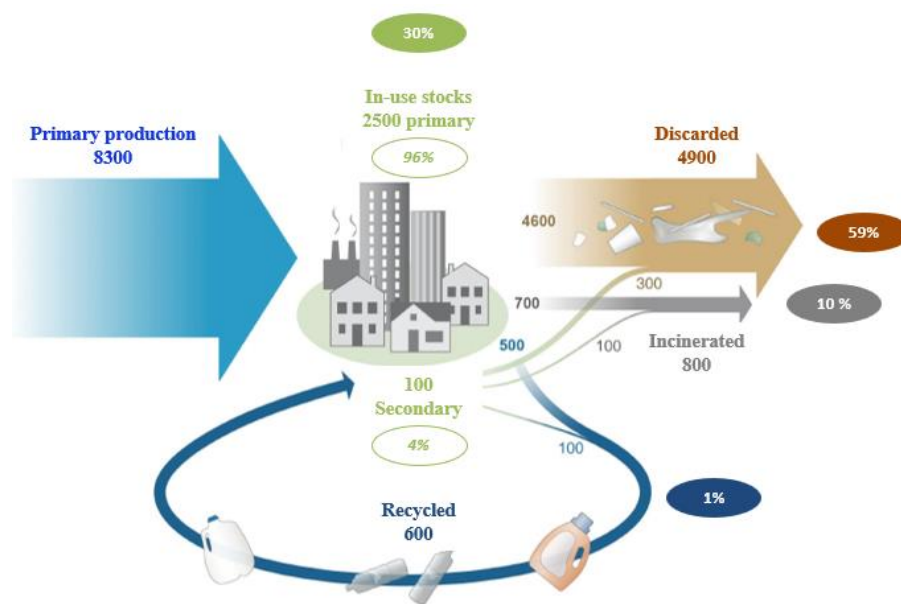 30%
In-use stocks
2500 primary
96%
Primary production
8300
Discarded
4900
4600
59%
300
700
10 %
500
100
Incinerated
800
100
Secondary
4%
100
1%
Recycled
600